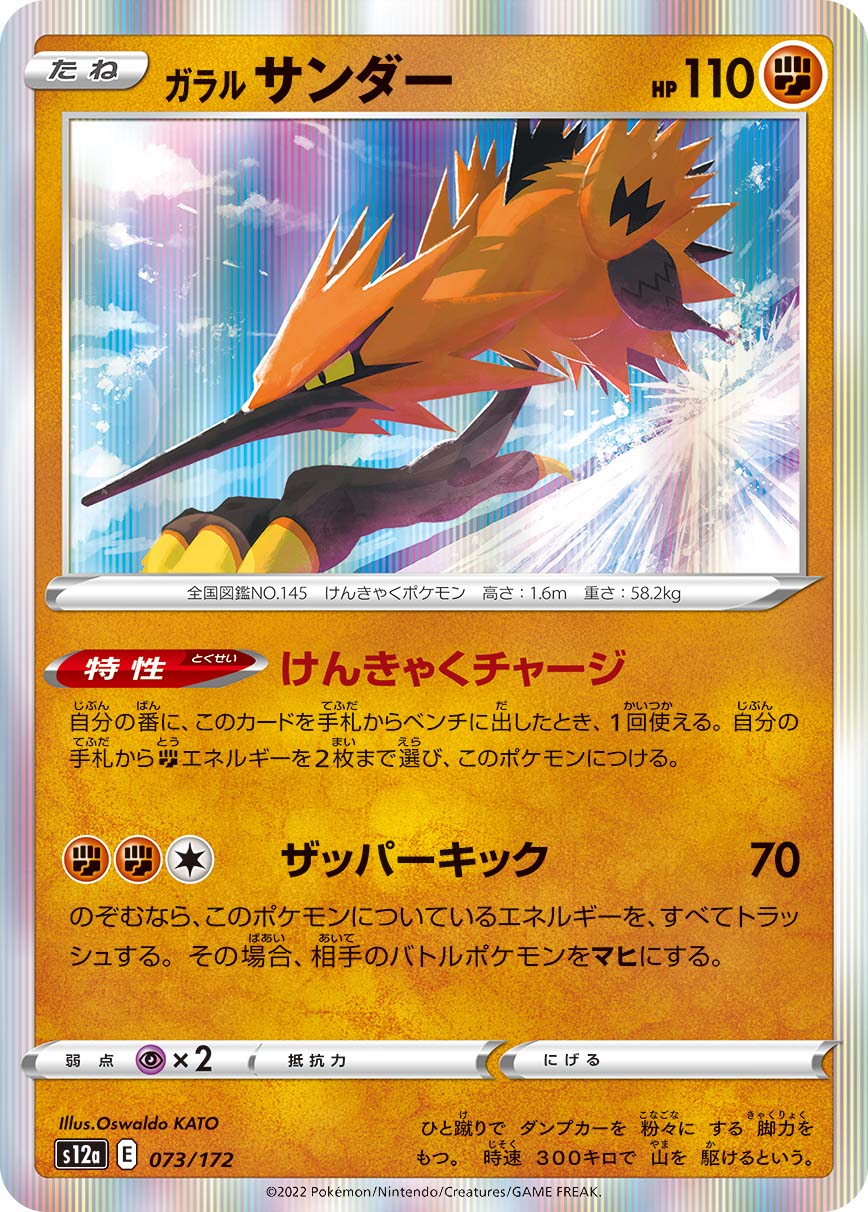 たね ガラル サンダー HP 110
全国図鑑NO.145 けんきゃくポケモン 高さ：1.6m 重さ：58.2kg
特性 とくせい けんきゃくチャージ
自分の番に、このカードを手札からベンチに出したとき、1回使える。自分の
手札からエネルギーを2枚まで選び、このポケモンにつける。
ザッパーキック 70
のぞむなら、このポケモンについているエネルギーを、すべてトラッ
シュする。その場合、相手のバトルポケモンをマヒにする。
弱点 ×2 抵抗力 にげる
Illus.Oswaldo KATO
s12a E 073/172
ひと蹴りで ダンプカーを 粉々に する 脚力を
もつ。 時速 300キロで 山を 駆けるという。
©2022 Pokémon/Nintendo/Creatures/GAME FREAK.